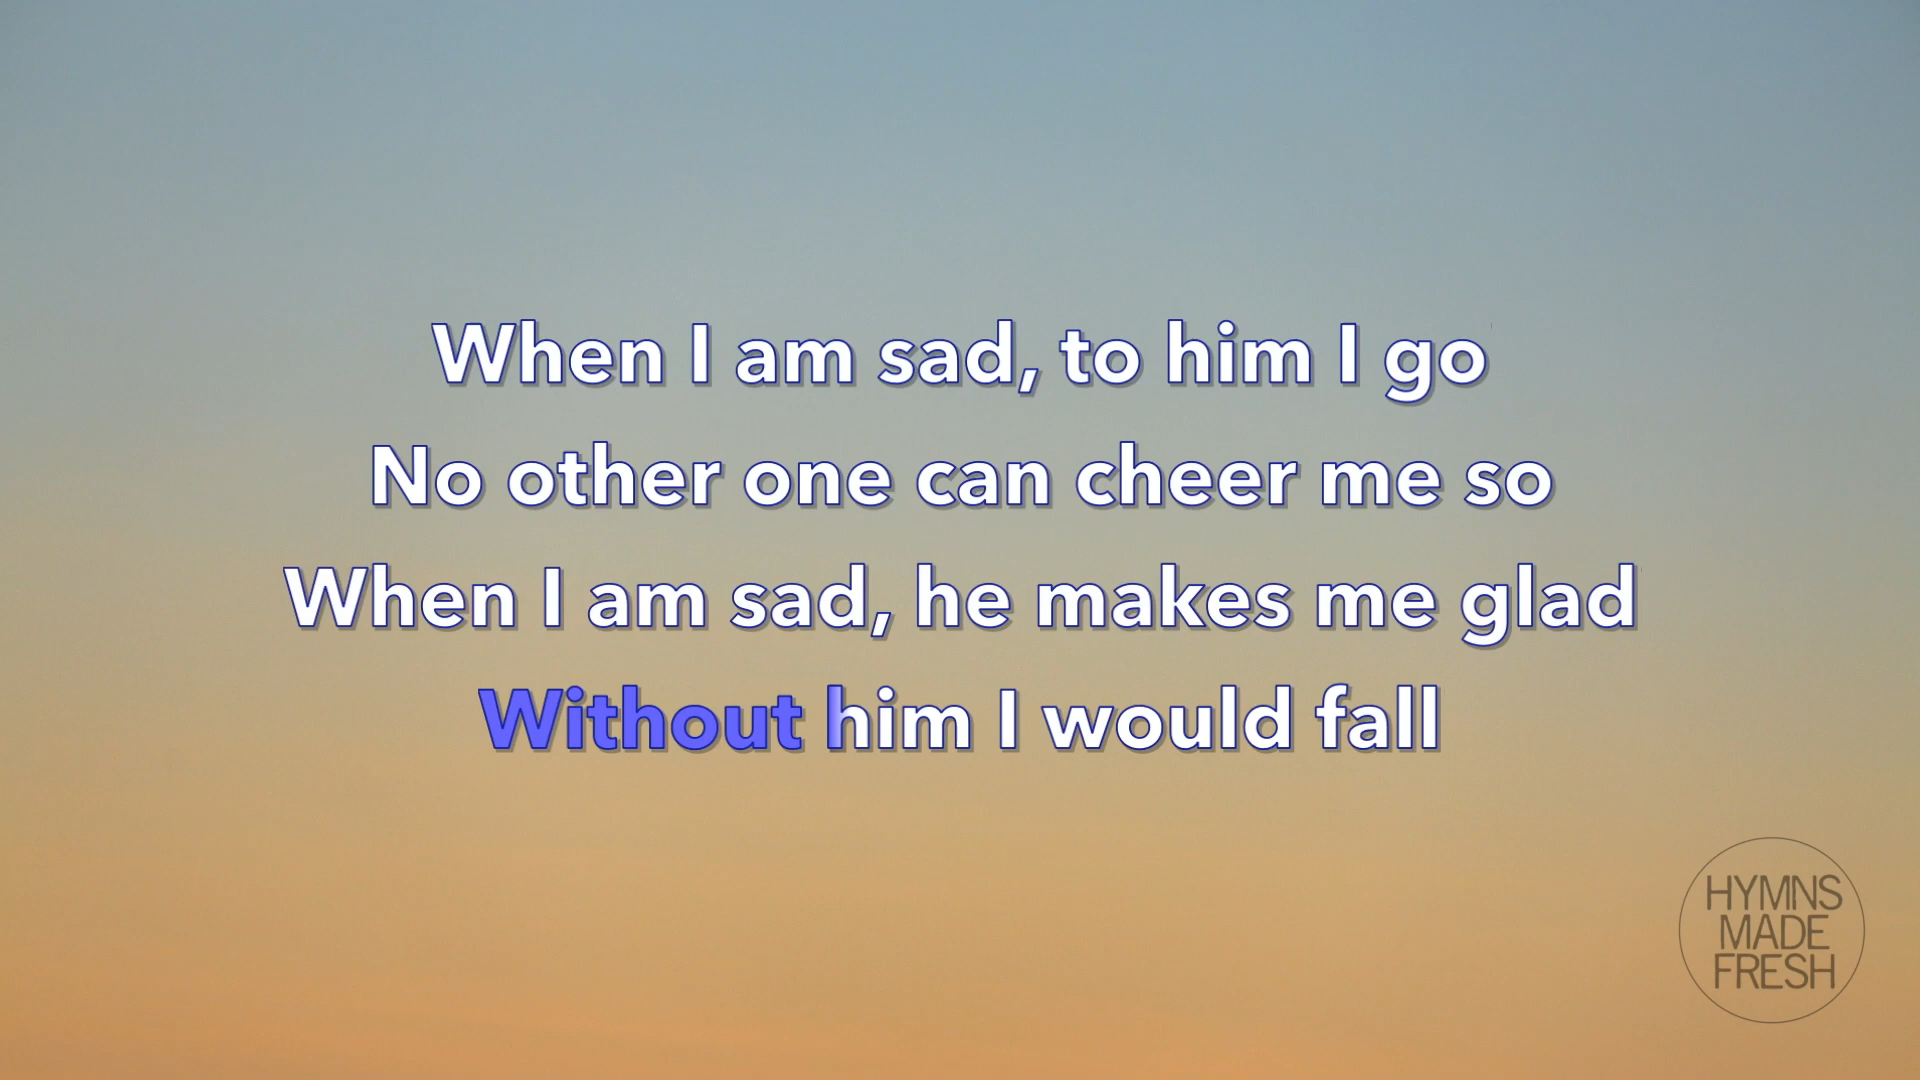 When I am sad, to him I go
No other one can cheer me so
When I am sad, he makes me glad
Without him I would fall
HYMNS
MADE
FRESH